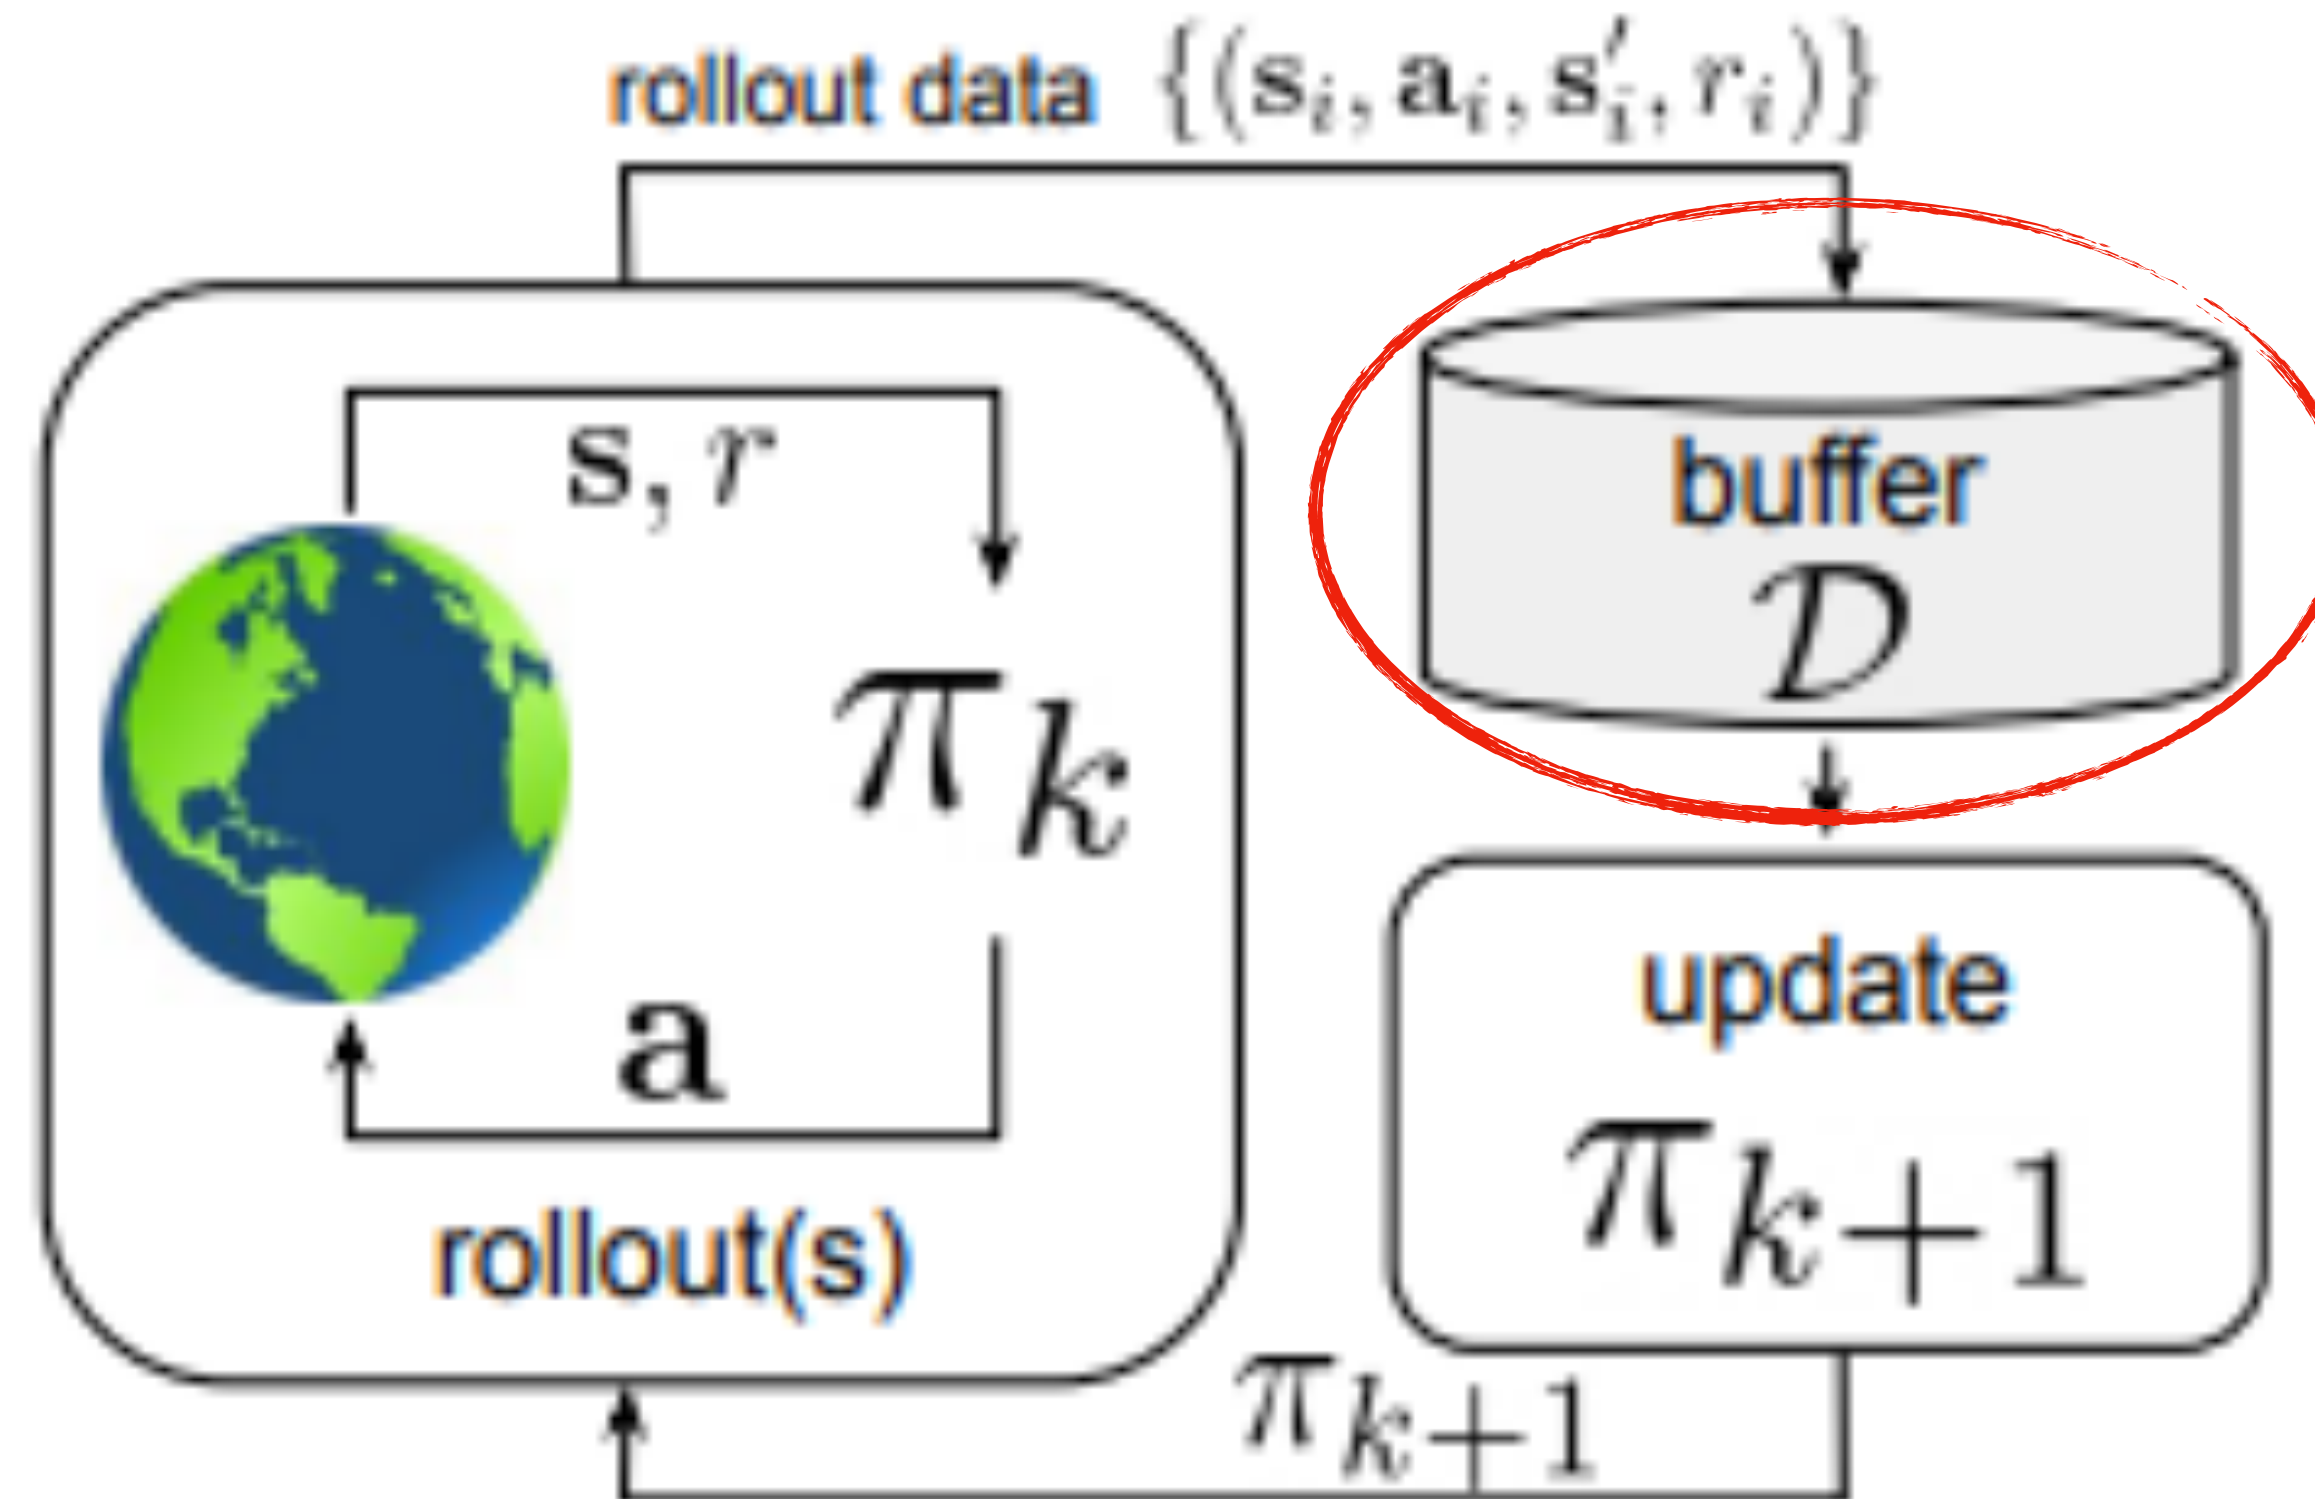 rollout data {(sᵢ, aᵢ, s′ᵢ, rᵢ)}
s, r
πₖ
a
rollout(s)
buffer
𝒟
update
πₖ₊₁
πₖ₊₁